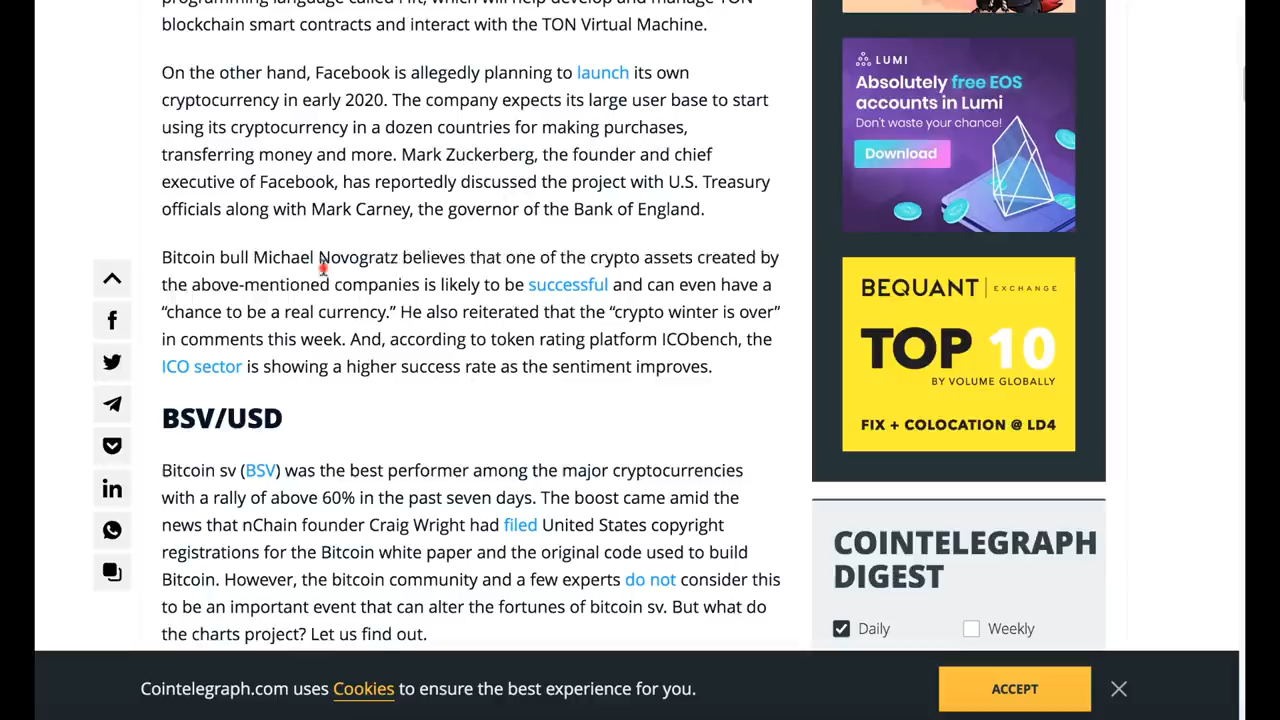 programming language called Fift, which will help develop and manage TON
blockchain smart contracts and interact with the TON Virtual Machine.
On the other hand, Facebook is allegedly planning to launch its own
cryptocurrency in early 2020. The company expects its large user base to start
using its cryptocurrency in a dozen countries for making purchases,
transferring money and more. Mark Zuckerberg, the founder and chief
executive of Facebook, has reportedly discussed the project with U.S. Treasury
officials along with Mark Carney, the governor of the Bank of England.
Bitcoin bull Michael Novogratz believes that one of the crypto assets created by
the above-mentioned companies is likely to be successful and can even have a
“chance to be a real currency.” He also reiterated that the “crypto winter is over”
in comments this week. And, according to token rating platform ICObench, the
ICO sector is showing a higher success rate as the sentiment improves.
BSV/USD
Bitcoin sv (BSV) was the best performer among the major cryptocurrencies
with a rally of above 60% in the past seven days. The boost came amid the
news that nChain founder Craig Wright had filed United States copyright
registrations for the Bitcoin white paper and the original code used to build
Bitcoin. However, the bitcoin community and a few experts do not consider this
to be an important event that can alter the fortunes of bitcoin sv. But what do
the charts project? Let us find out.
LUMI
Absolutely free EOS
accounts in Lumi
Don't waste your chance!
Download
BEQUANT | EXCHANGE
TOP 10
BY VOLUME GLOBALLY
FIX + COLOCATION @ LD4
COINTELEGRAPH
DIGEST
Daily
Weekly
Cointelegraph.com uses Cookies to ensure the best experience for you.
ACCEPT